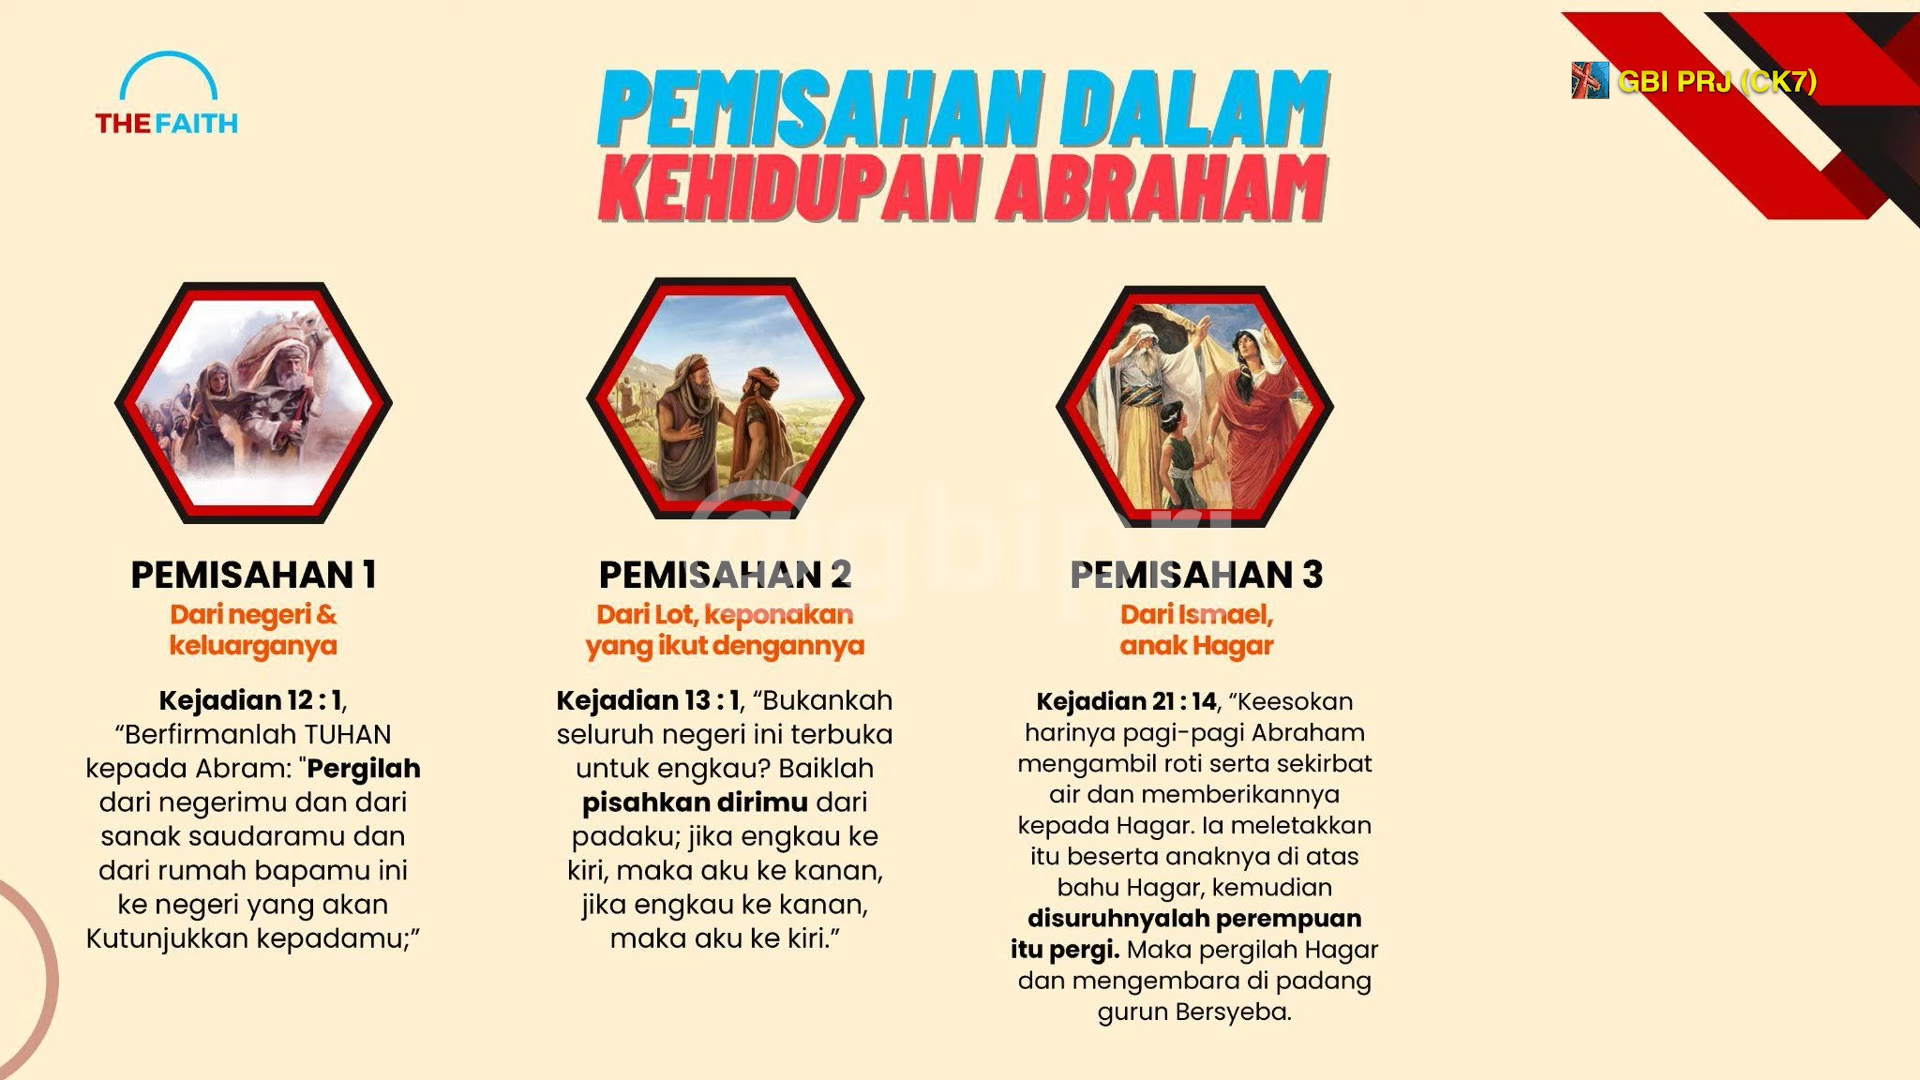 THE FAITH
GBI PRJ (CK7)
PEMISAHAN DALAM
KEHIDUPAN ABRAHAM
PEMISAHAN 1
Dari negeri &
keluarganya
Kejadian 12 : 1,
“Berfirmanlah TUHAN
kepada Abram: "Pergilah
dari negerimu dan dari
sanak saudaramu dan
dari rumah bapamu ini
ke negeri yang akan
Kutunjukkan kepadamu;”
PEMISAHAN 2
Dari Lot, keponakan
yang ikut dengannya
Kejadian 13 : 1, “Bukankah
seluruh negeri ini terbuka
untuk engkau? Baiklah
pisahkan dirimu dari
padaku; jika engkau ke
kiri, maka aku ke kanan,
jika engkau ke kanan,
maka aku ke kiri.”
PEMISAHAN 3
Dari Ismael,
anak Hagar
Kejadian 21 : 14, “Keesokan
harinya pagi-pagi Abraham
mengambil roti serta sekirbat
air dan memberikannya
kepada Hagar. Ia meletakkan
itu beserta anaknya di atas
bahu Hagar, kemudian
disuruhnyalah perempuan
itu pergi. Maka pergilah Hagar
dan mengembara di padang
gurun Bersyeba.
@gbiprj